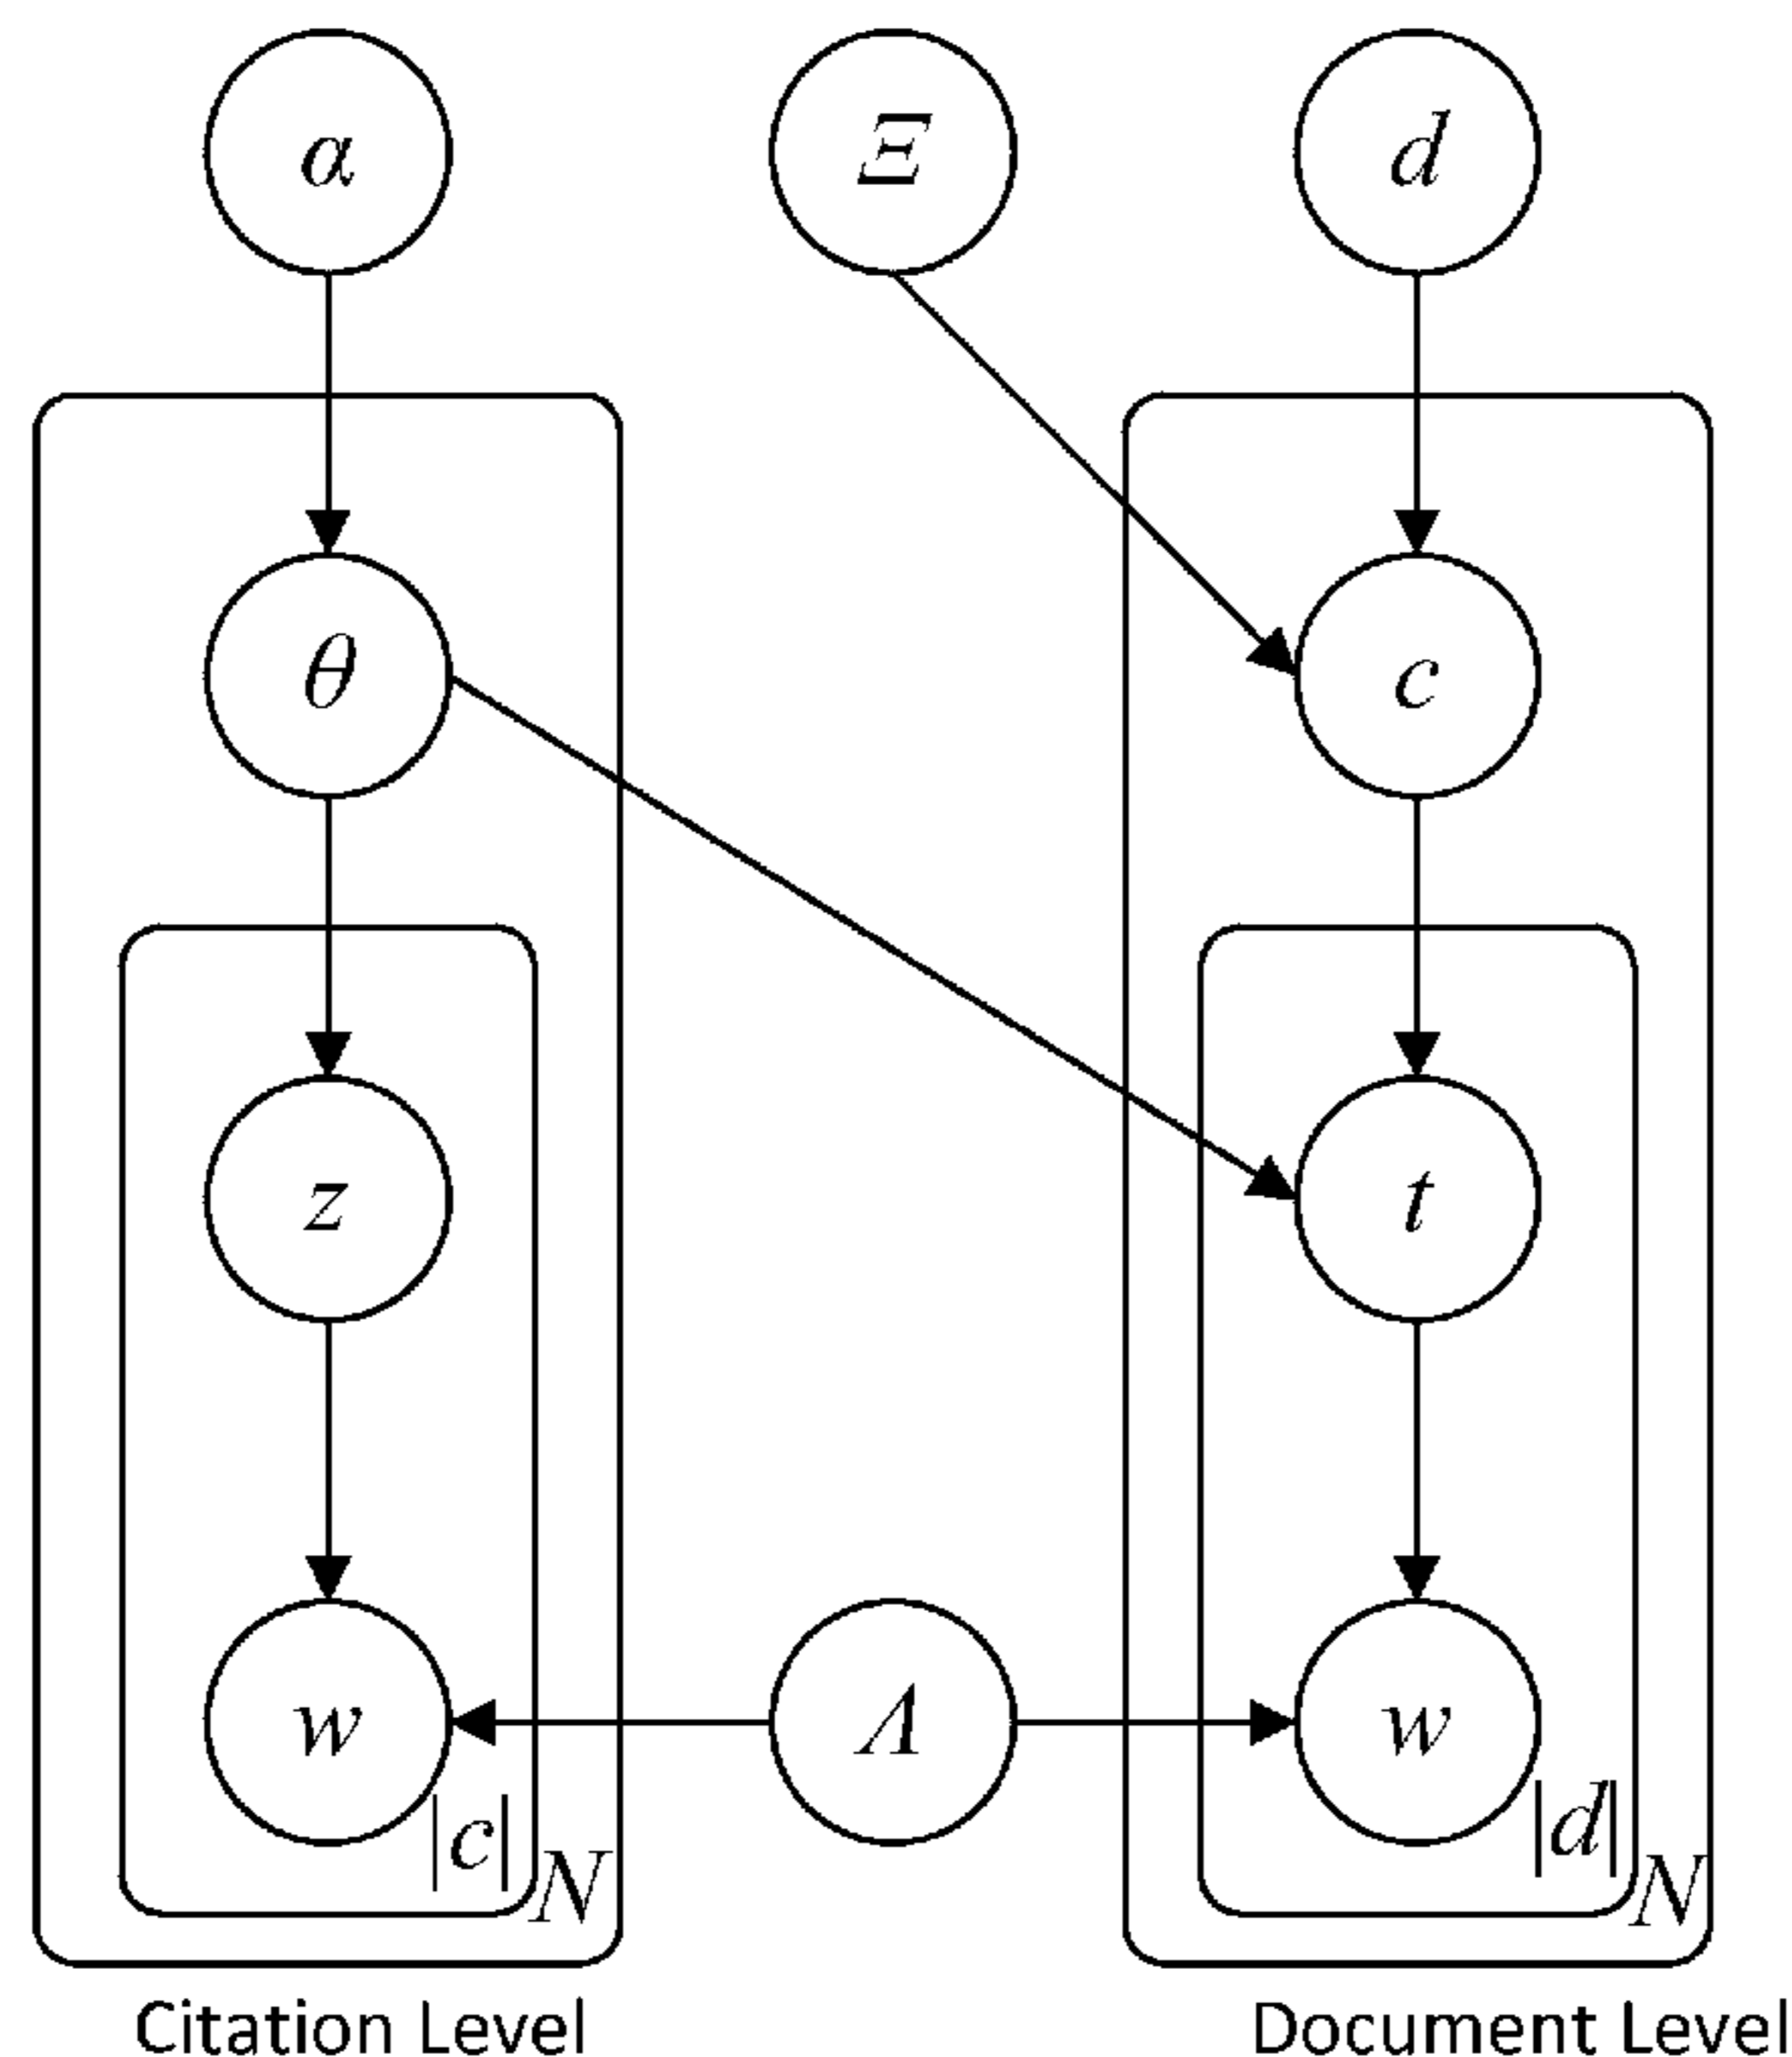 α Ξ d
θ c
z t
w Λ w
|c| |d|
N N
Citation Level Document Level